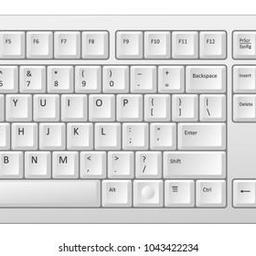 F5 F6 F7 F8 F9 F10 F11 F12 PrtScr
& * ( ) _ +
6 7 8 9 0 - = Backspace Insert
Y U I O P { } |
[ ] \ Delete
G H J K L : "
; ' Enter
B N M < > ?
, . / Shift
Alt Ctrl ←
shutterstock.com · 1043422234